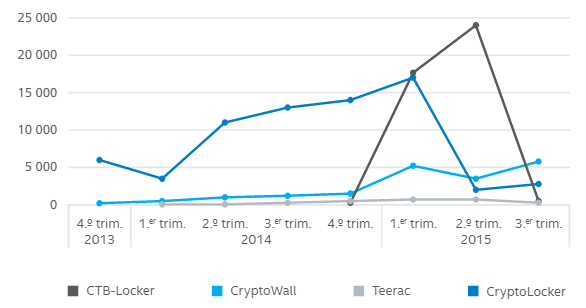 25 000
20 000
15 000
10 000
5 000
0
4.º trim. 1.er trim. 2.º trim. 3.er trim. 4.º trim. 1.er trim. 2.º trim. 3.er trim.
2013 2014 2015
CTB-Locker CryptoWall Teerac CryptoLocker